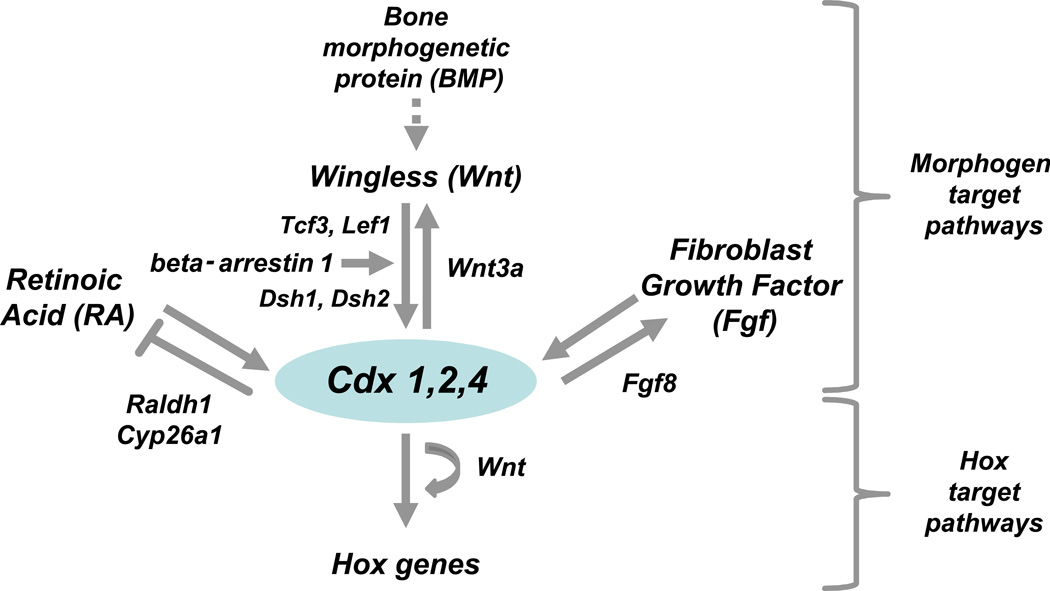 Bone
morphogenetic
protein (BMP)
Wingless (Wnt)
Tcf3, Lef1
beta-arrestin 1
Dsh1, Dsh2
Wnt3a
Retinoic
Acid (RA)
Raldh1
Cyp26a1
Fibroblast
Growth Factor
(Fgf)
Fgf8
Cdx 1,2,4
Wnt
Hox genes
Morphogen
target
pathways
Hox
target
pathways